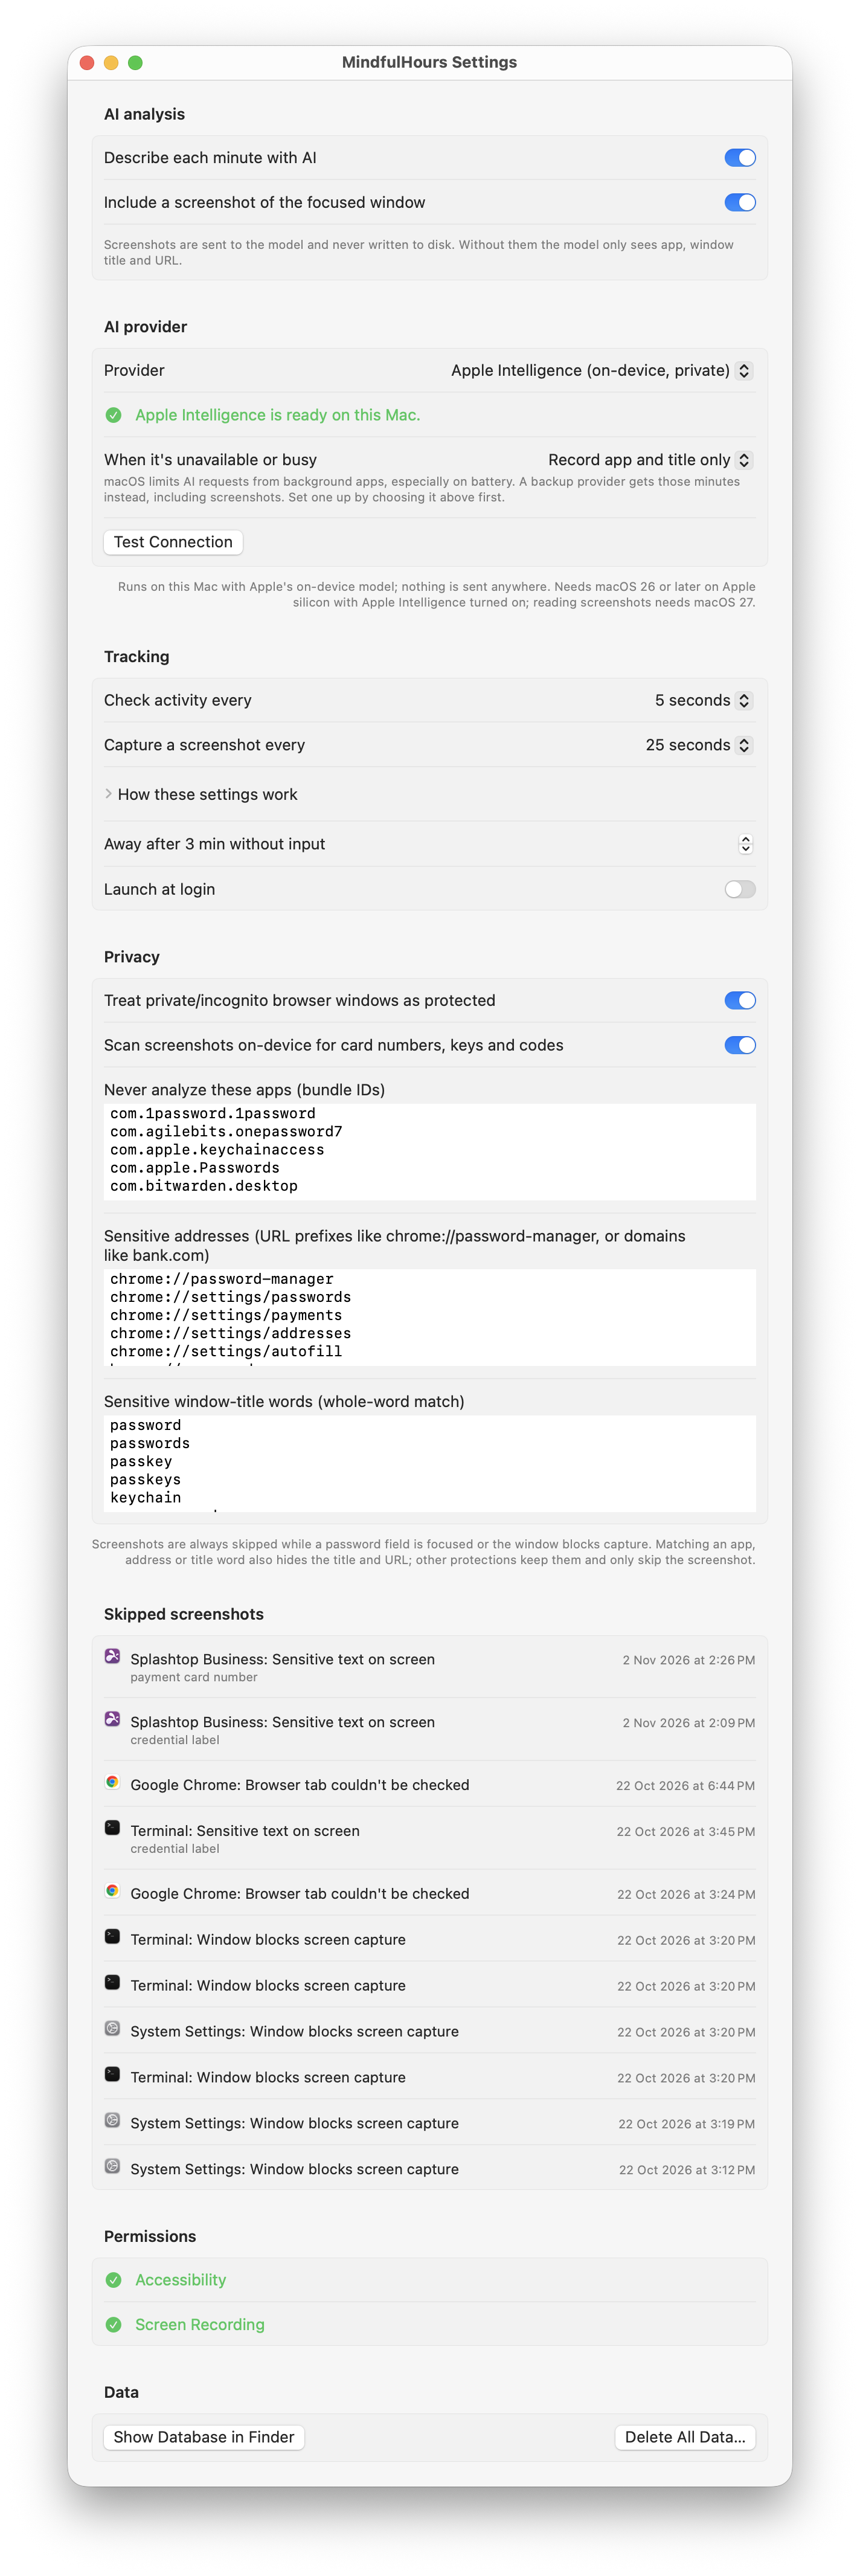 MindfulHours Settings
AI analysis
Describe each minute with AI
Include a screenshot of the focused window
Screenshots are sent to the model and never written to disk. Without them the model only sees app, window
title and URL.
AI provider
Provider
Apple Intelligence (on-device, private)
Apple Intelligence is ready on this Mac.
When it's unavailable or busy
Record app and title only
macOS limits AI requests from background apps, especially on battery. A backup provider gets those minutes
instead, including screenshots. Set one up by choosing it above first.
Test Connection
Runs on this Mac with Apple's on-device model; nothing is sent anywhere. Needs macOS 26 or later on Apple
silicon with Apple Intelligence turned on; reading screenshots needs macOS 27.
Tracking
Check activity every
5 seconds
Capture a screenshot every
25 seconds
How these settings work
Away after 3 min without input
Launch at login
Privacy
Treat private/incognito browser windows as protected
Scan screenshots on-device for card numbers, keys and codes
Never analyze these apps (bundle IDs)
com.1password.1password
com.agilebits.onepassword7
com.apple.keychainaccess
com.apple.Passwords
com.bitwarden.desktop
Sensitive addresses (URL prefixes like chrome://password-manager, or domains
like bank.com)
chrome://password-manager
chrome://settings/passwords
chrome://settings/payments
chrome://settings/addresses
chrome://settings/autofill
Sensitive window-title words (whole-word match)
password
passwords
passkey
passkeys
keychain
Screenshots are always skipped while a password field is focused or the window blocks capture. Matching an app,
address or title word also hides the title and URL; other protections keep them and only skip the screenshot.
Skipped screenshots
Splashtop Business: Sensitive text on screen
2 Nov 2026 at 2:26 PM
payment card number
Splashtop Business: Sensitive text on screen
2 Nov 2026 at 2:09 PM
credential label
Google Chrome: Browser tab couldn't be checked
22 Oct 2026 at 6:44 PM
Terminal: Sensitive text on screen
22 Oct 2026 at 3:45 PM
credential label
Google Chrome: Browser tab couldn't be checked
22 Oct 2026 at 3:24 PM
Terminal: Window blocks screen capture
22 Oct 2026 at 3:20 PM
Terminal: Window blocks screen capture
22 Oct 2026 at 3:20 PM
System Settings: Window blocks screen capture
22 Oct 2026 at 3:20 PM
Terminal: Window blocks screen capture
22 Oct 2026 at 3:20 PM
System Settings: Window blocks screen capture
22 Oct 2026 at 3:19 PM
System Settings: Window blocks screen capture
22 Oct 2026 at 3:12 PM
Permissions
Accessibility
Screen Recording
Data
Show Database in Finder
Delete All Data...